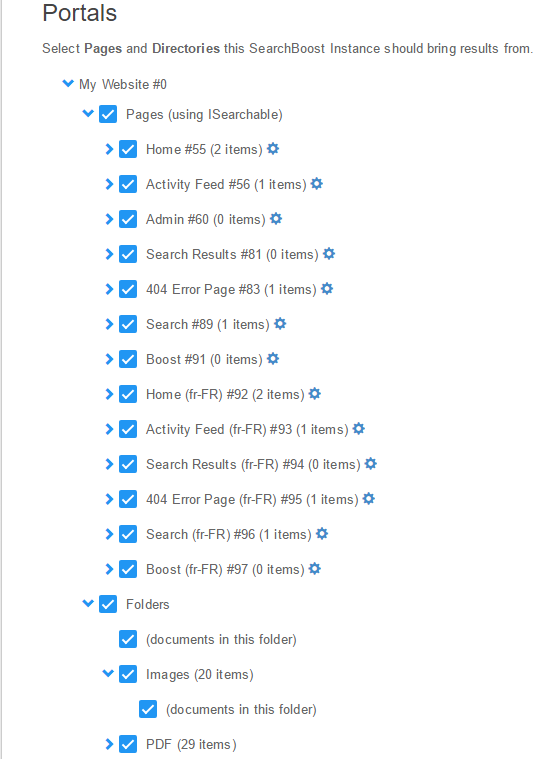 Portals
Select Pages and Directories this SearchBoost Instance should bring results from.
My Website #0
Pages (using ISearchable)
Home #55 (2 items)
Activity Feed #56 (1 items)
Admin #60 (0 items)
Search Results #81 (0 items)
404 Error Page #83 (1 items)
Search #89 (1 items)
Boost #91 (0 items)
Home (fr-FR) #92 (2 items)
Activity Feed (fr-FR) #93 (1 items)
Search Results (fr-FR) #94 (0 items)
404 Error Page (fr-FR) #95 (1 items)
Search (fr-FR) #96 (1 items)
Boost (fr-FR) #97 (0 items)
Folders
(documents in this folder)
Images (20 items)
(documents in this folder)
PDF (29 items)